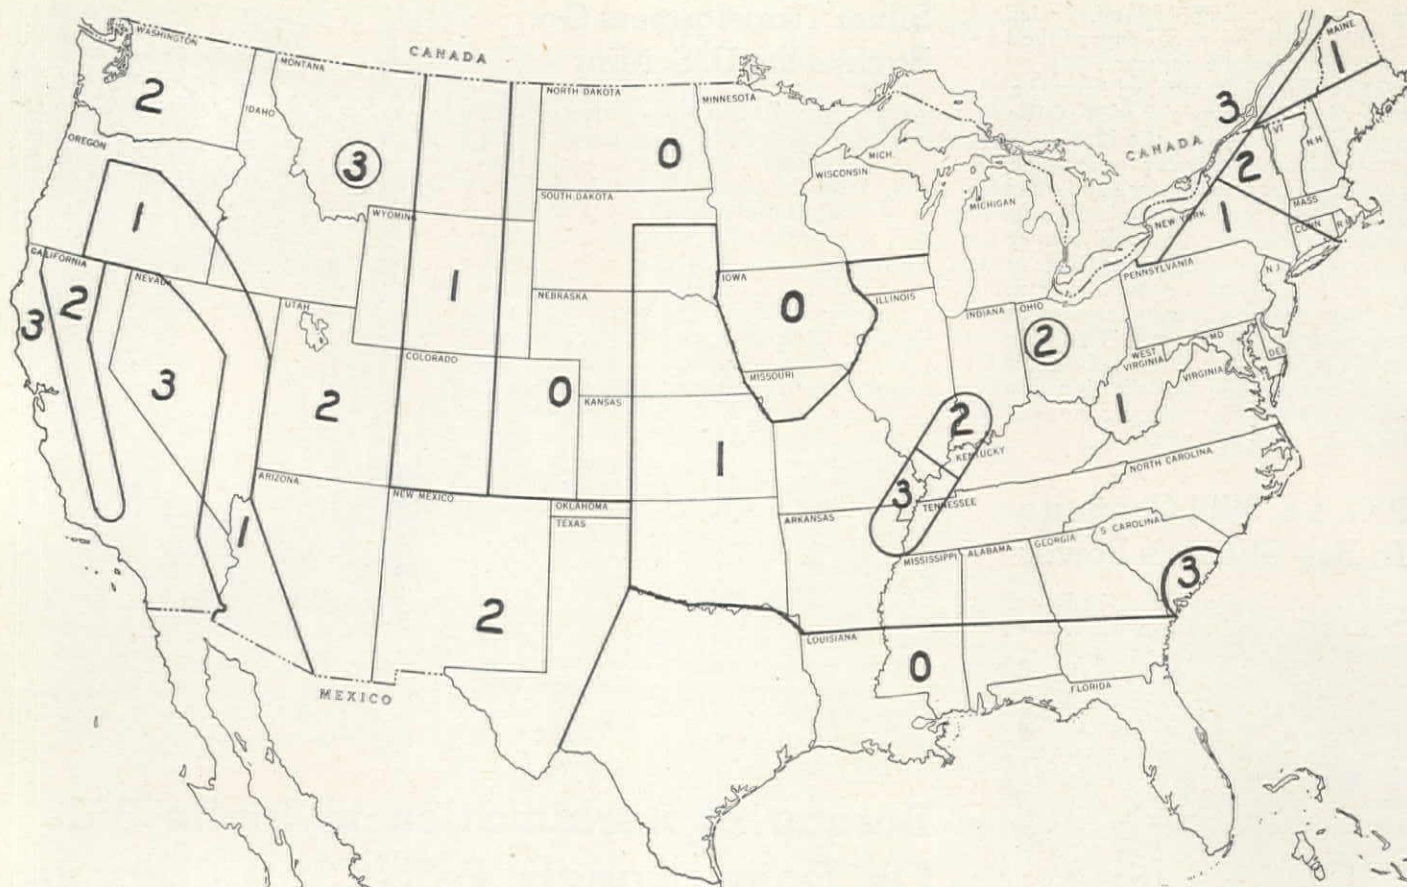 WASHINGTON
CANADA
MONTANA
MAINE
1
2
IDAHO
NORTH DAKOTA
MINNESOTA
3
OREGON
3
0
MICH.
CANADA
VT
N.H
2
WISCONSIN
SOUTH DAKOTA
MICHIGAN
MASS
WYOMING
1
NEW YORK
1
CONN
R.I
CALIFORNIA
NEVADA
IOWA
PENNSYLVANIA
N.J
2
1
NEBRASKA
0
ILLINOIS
3
UTAH
INDIANA
OHIO
2
MD
COLORADO
WEST
VIRGINIA
DEL
3
2
0
KANSAS
MISSOURI
VIRGINIA
2
1
1
KENTUCKY
NORTH CAROLINA
ARIZONA
NEW MEXICO
3
OKLAHOMA
TENNESSEE
TEXAS
ARKANSAS
S. CAROLINA
1
MISSISSIPPI
ALABAMA
GEORGIA
3
2
LOUISIANA
0
FLORIDA
MEXICO